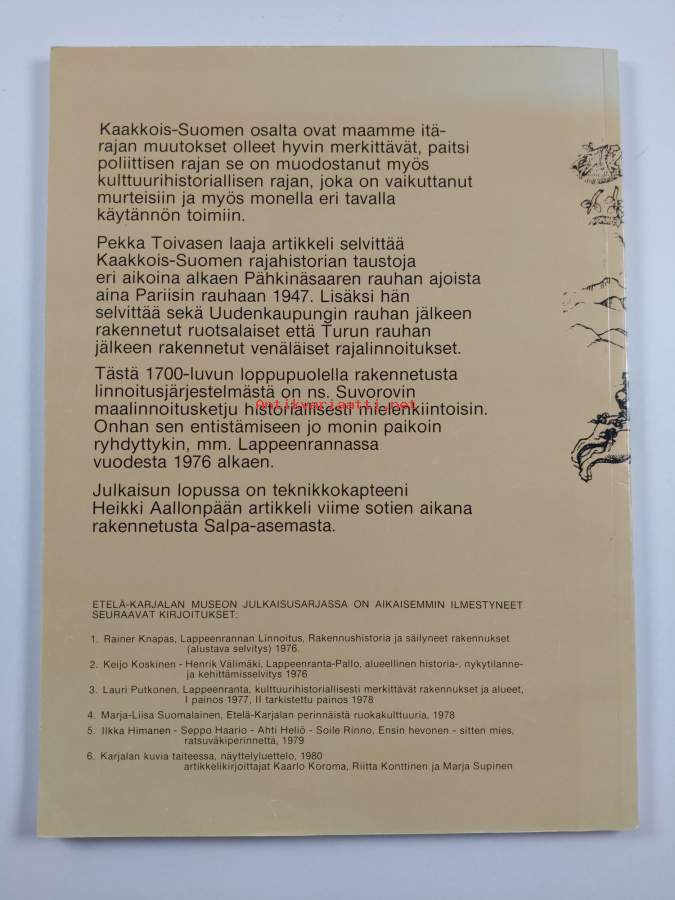 Kaakkois-Suomen osalta ovat maamme itä-
rajan muutokset olleet hyvin merkittävät, paitsi
poliittisen rajan se on muodostanut myös
kulttuurihistoriallisen rajan, joka on vaikuttanut
murteisiin ja myös monella eri tavalla
käytännön toimiin.
Pekka Toivasen laaja artikkeli selvittää
Kaakkois-Suomen rajahistorian taustoja
eri aikoina alkaen Pähkinäsaaren rauhan ajoista
aina Pariisin rauhaan 1947. Lisäksi hän
selvittää sekä Uudenkaupungin rauhan jälkeen
rakennetut ruotsalaiset että Turun rauhan
jälkeen rakennetut venäläiset rajalinnoitukset.
Tästä 1700-luvun loppupuolella rakennetusta
linnoitusjärjestelmästä on ns. Suvorovin
maalinnoitusketju historiallisesti mielenkiintoisin.
Antikvariaatti.net
Onhan sen entistämiseen jo monin paikoin
ryhdyttykin, mm. Lappeenrannassa
vuodesta 1976 alkaen.
Julkaisun lopussa on teknikkokapteeni
Heikki Aallonpään artikkeli viime sotien aikana
rakennetusta Salpa-asemasta.
ETELÄ-KARJALAN MUSEON JULKAISUSARJASSA ON AIKAISEMMIN ILMESTYNEET
SEURAAVAT KIRJOITUKSET:
1. Rainer Knapas, Lappeenrannan Linnoitus, Rakennushistoria ja säilyneet rakennukset
(alustava selvitys) 1976,
2. Keijo Koskinen - Henrik Välimäki, Lappeenranta-Pallo, alueellinen historia-, nykytilanne-
ja kehittämisselvitys 1976
3. Lauri Putkonen, Lappeenranta, kulttuurihistoriallisesti merkittävät rakennukset ja alueet,
I painos 1977, II tarkistettu painos 1978
4. Marja-Liisa Suomalainen, Etelä-Karjalan perinnäistä ruokakulttuuria, 1978
5. Ilkka Himanen - Seppo Haario - Ahti Heliö - Soile Rinno, Ensin hevonen - sitten mies,
ratsuväkiperinnettä, 1979
6. Karjalan kuvia taiteessa, näyttelyluettelo, 1980
artikkelikirjoittajat Kaarlo Koroma, Riitta Konttinen ja Marja Supinen